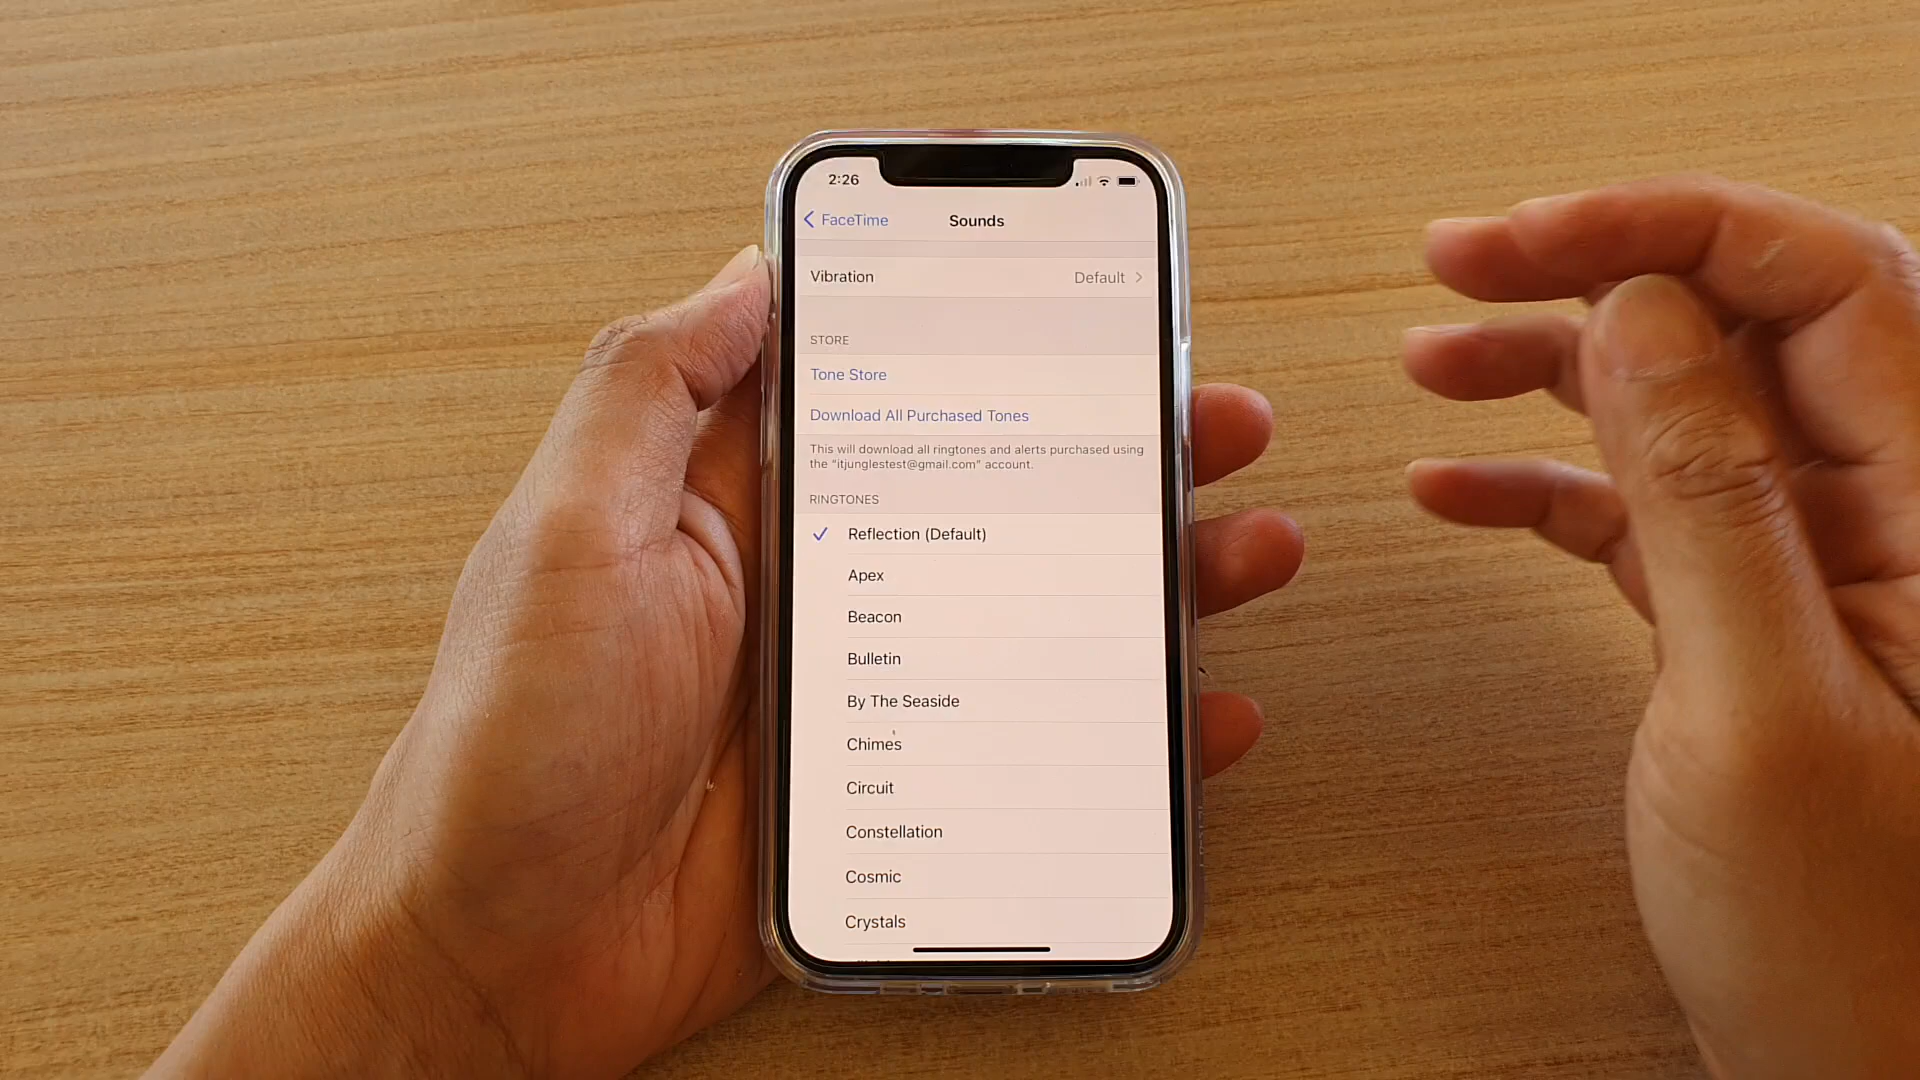 2:26
FaceTime
Sounds
Vibration
Default
STORE
Tone Store
Download All Purchased Tones
This will download all ringtones and alerts purchased using
the "itjunglestest@gmail.com" account.
RINGTONES
Reflection (Default)
Apex
Beacon
Bulletin
By The Seaside
Chimes
Circuit
Constellation
Cosmic
Crystals